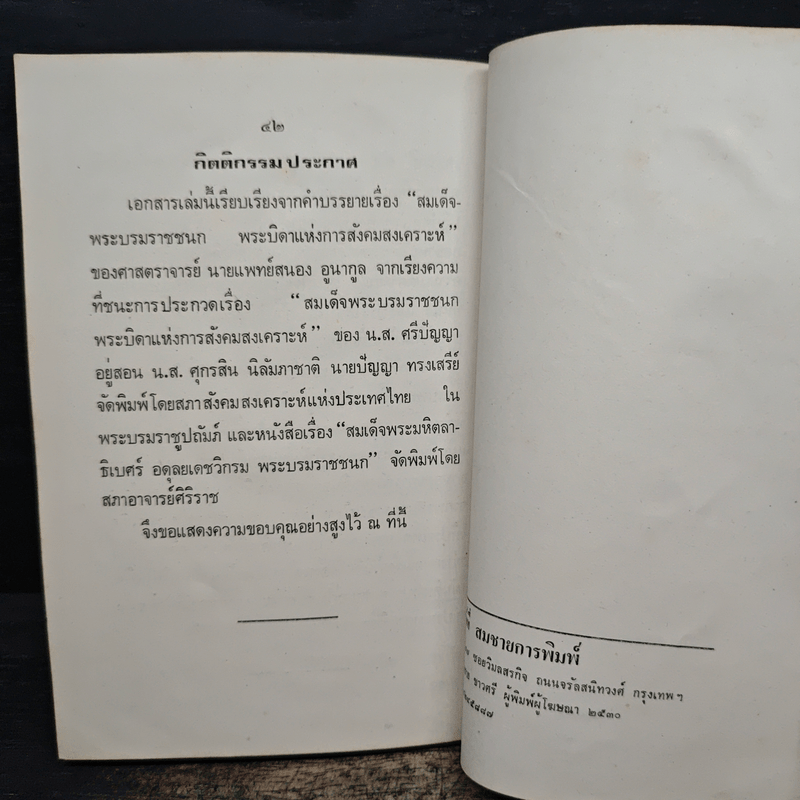 ๔๒
กิตติกรรมประกาศ
เอกสารเล่มนี้เรียบเรียงจากคำบรรยายเรื่อง “สมเด็จ-
พระบรมราชชนก พระบิดาแห่งการสังคมสงเคราะห์”
ของศาสตราจารย์ นายแพทย์สนอง อูนากูล จากเรียงความ
ที่ชนะการประกวดเรื่อง “สมเด็จพระบรมราชชนก
พระบิดาแห่งการสังคมสงเคราะห์” ของ น.ส. ศรีปัญญา
อยู่สอน น.ส. ศุกรสิน นิลัมภาชาติ นายปัญญา ทรงเสรีย์
จัดพิมพ์โดยสภาสังคมสงเคราะห์แห่งประเทศไทย ใน
พระบรมราชูปถัมภ์ และหนังสือเรื่อง “สมเด็จพระมหิตลา-
ธิเบศร์ อดุลยเดชวิกรม พระบรมราชชนก” จัดพิมพ์โดย
สภาอาจารย์ศิริราช
จึงขอแสดงความขอบคุณอย่างสูงไว้ ณ ที่นี้
ที่ สมชายการพิมพ์
ซอยวิมลสรกิจ ถนนจรัลสนิทวงศ์ กรุงเทพฯ
ขาวศรี ผู้พิมพ์ผู้โฆษณา ๒๕๓๐